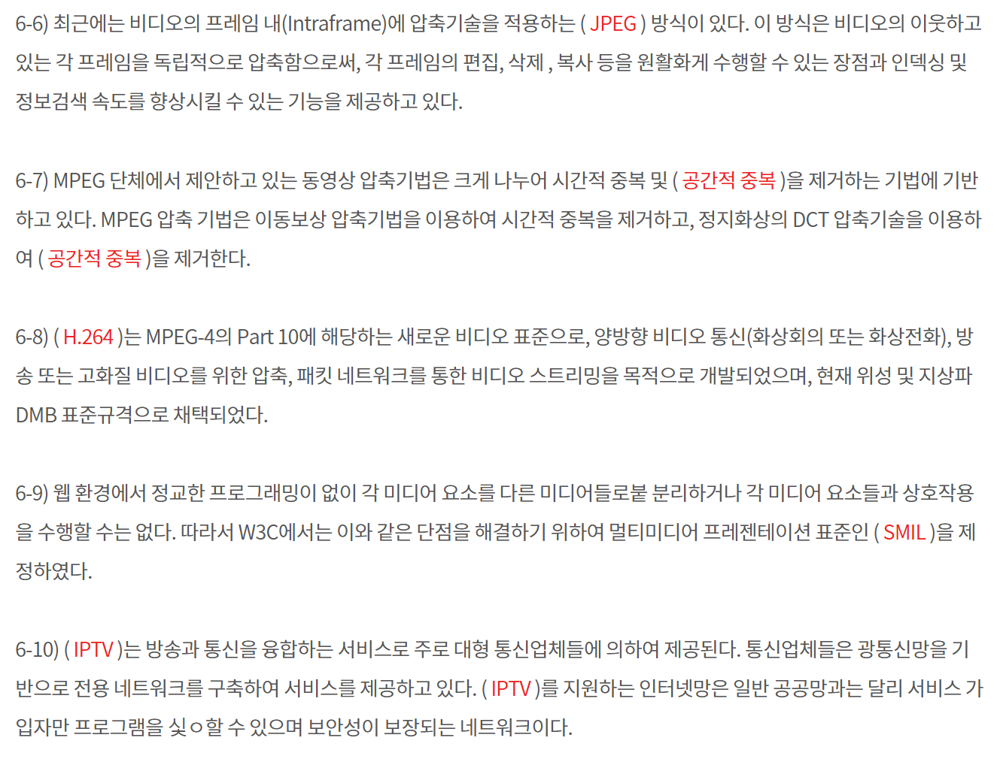 6-6) 최근에는 비디오의 프레임 내(Intraframe)에 압축기술을 적용하는 ( JPEG ) 방식이 있다. 이 방식은 비디오의 이웃하고
있는 각 프레임을 독립적으로 압축함으로써, 각 프레임의 편집, 삭제 , 복사 등을 원활화게 수행할 수 있는 장점과 인덱싱 및
정보검색 속도를 향상시킬 수 있는 기능을 제공하고 있다.
6-7) MPEG 단체에서 제안하고 있는 동영상 압축기법은 크게 나누어 시간적 중복 및 ( 공간적 중복 )을 제거하는 기법에 기반
하고 있다. MPEG 압축 기법은 이동보상 압축기법을 이용하여 시간적 중복을 제거하고, 정지화상의 DCT 압축기술을 이용하
여 ( 공간적 중복 )을 제거한다.
6-8) ( H.264 )는 MPEG-4의 Part 10에 해당하는 새로운 비디오 표준으로, 양방향 비디오 통신(화상회의 또는 화상전화), 방
송 또는 고화질 비디오를 위한 압축, 패킷 네트워크를 통한 비디오 스트리밍을 목적으로 개발되었으며, 현재 위성 및 지상파
DMB 표준규격으로 채택되었다.
6-9) 웹 환경에서 정교한 프로그래밍이 없이 각 미디어 요소를 다른 미디어들로붙 분리하거나 각 미디어 요소들과 상호작용
을 수행할 수는 없다. 따라서 W3C에서는 이와 같은 단점을 해결하기 위하여 멀티미디어 프레젠테이션 표준인 ( SMIL )을 제
정하였다.
6-10) ( IPTV )는 방송과 통신을 융합하는 서비스로 주로 대형 통신업체들에 의하여 제공된다. 통신업체들은 광통신망을 기
반으로 전용 네트워크를 구축하여 서비스를 제공하고 있다. ( IPTV )를 지원하는 인터넷망은 일반 공공망과는 달리 서비스 가
입자만 프로그램을 싳ㅇ할 수 있으며 보안성이 보장되는 네트워크이다.